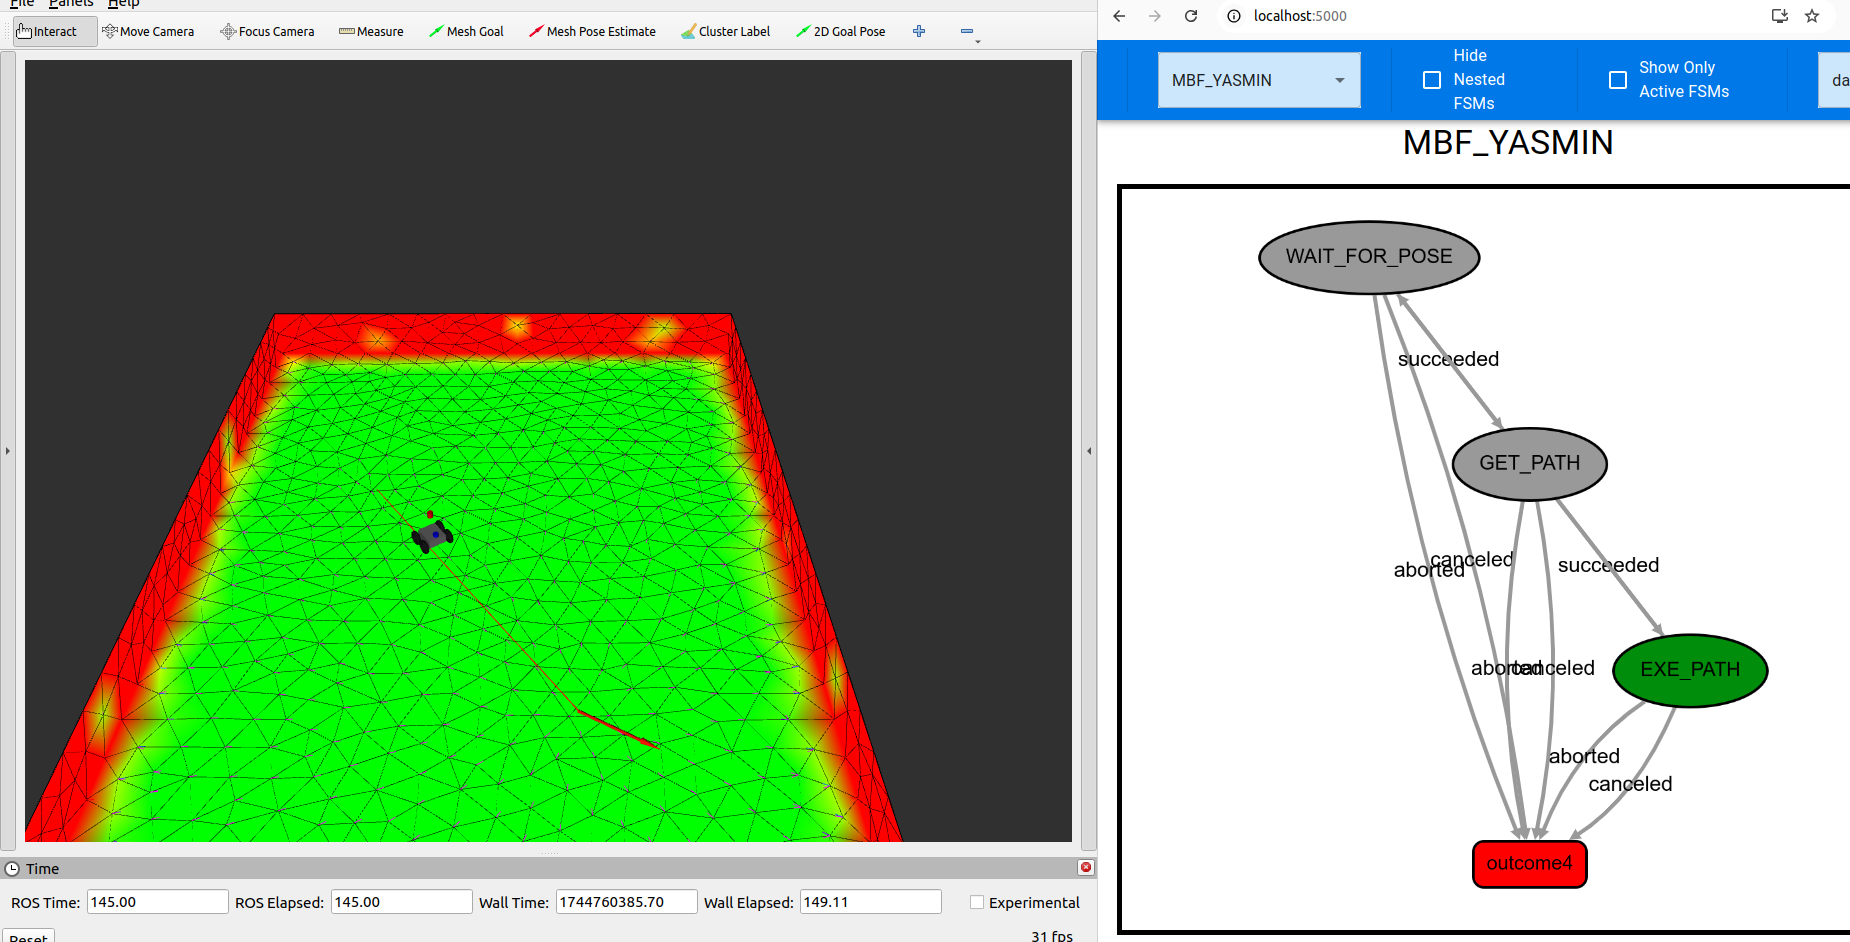 File Panels Help
Interact Move Camera Focus Camera Measure Mesh Goal Mesh Pose Estimate Cluster Label 2D Goal Pose
Time
ROS Time: 145.00 ROS Elapsed: 145.00 Wall Time: 1744760385.70 Wall Elapsed: 149.11 Experimental
Reset
31 fps
localhost:5000
MBF_YASMIN
Hide
Nested
FSMs
Show Only
Active FSMs
da
MBF_YASMIN
WAIT_FOR_POSE
succeeded
GET_PATH
canceled
aborted
succeeded
aborted
canceled
EXE_PATH
aborted
canceled
outcome4